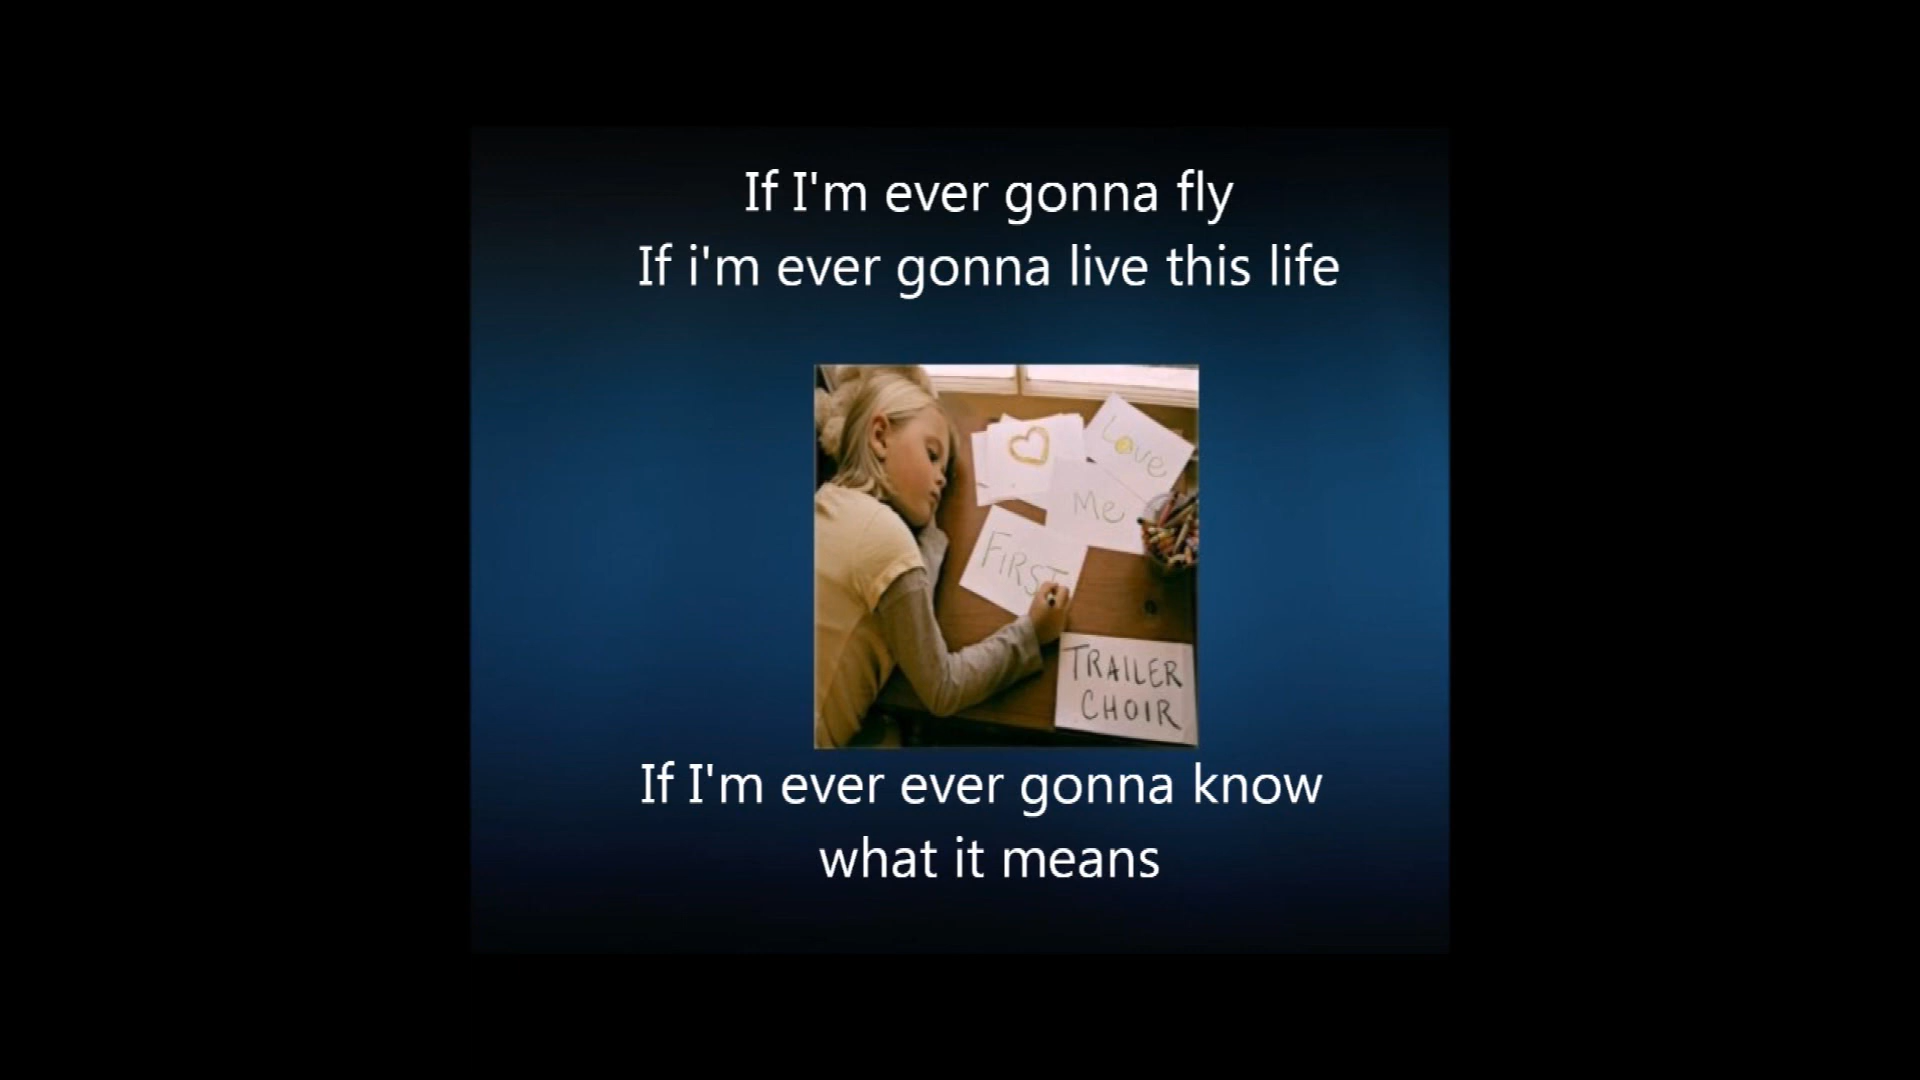 If I'm ever gonna fly
If i'm ever gonna live this life
Love
Me
FIRST
TRAILER
CHOIR
If I'm ever ever gonna know
what it means